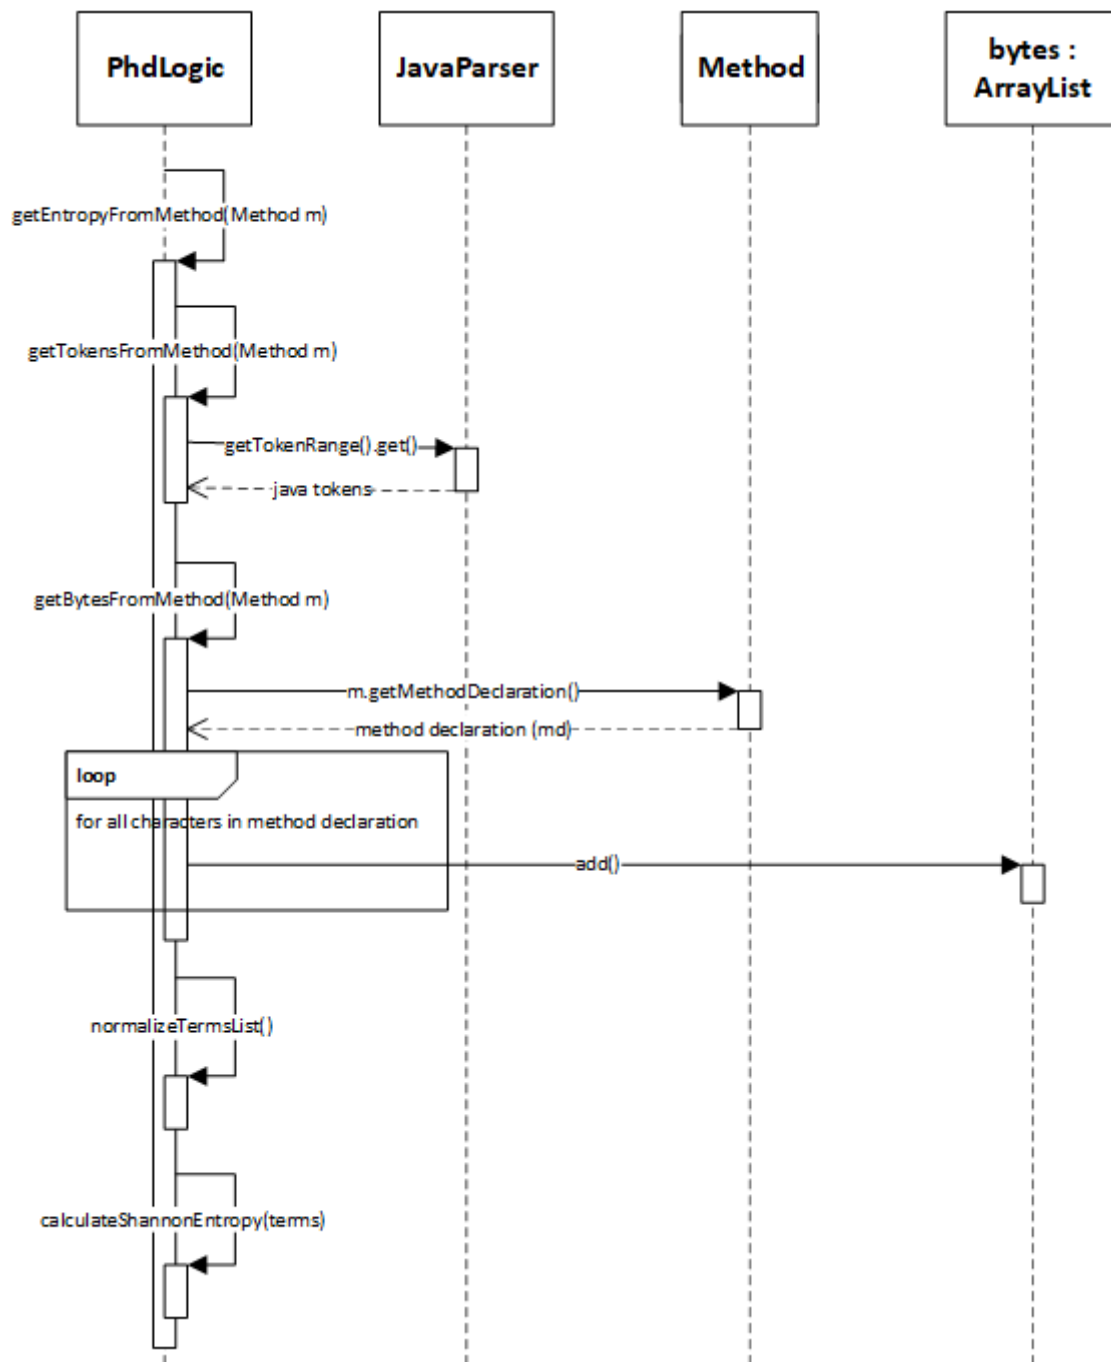 PhdLogic
JavaParser
Method
bytes :
ArrayList
getEntropyFromMethod(Method m)
getTokensFromMethod(Method m)
getTokenRange().get()
java tokens
getBytesFromMethod(Method m)
m.getMethodDeclaration()
method declaration (md)
loop
for all characters in method declaration
add()
normalizeTermsList()
calculateShannonEntropy(terms)